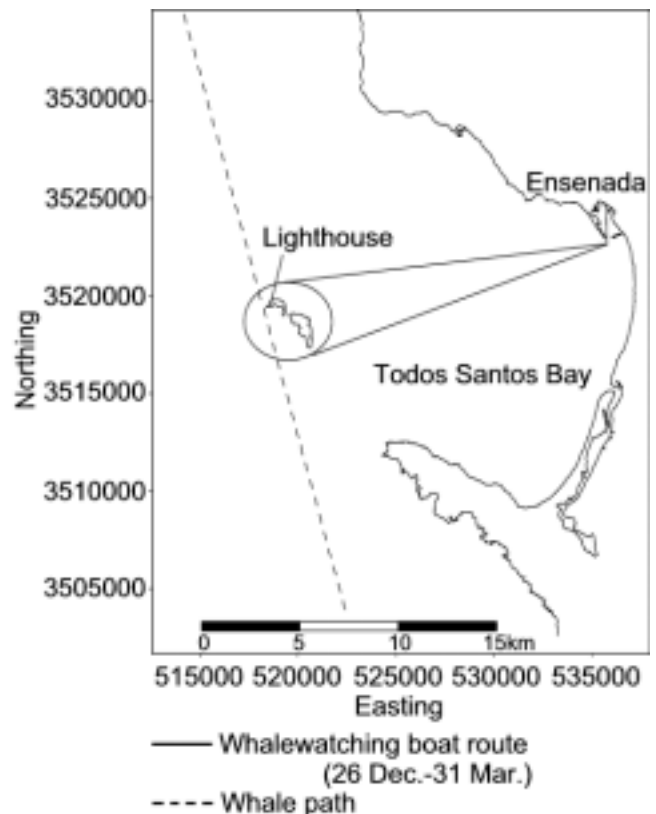 3530000
3525000
3520000
3515000
3510000
3505000
Northing
Ensenada
Lighthouse
Todos Santos Bay
0 5 10 15km
515000 520000 525000 530000 535000
Easting
Whalewatching boat route
(26 Dec.-31 Mar.)
Whale path